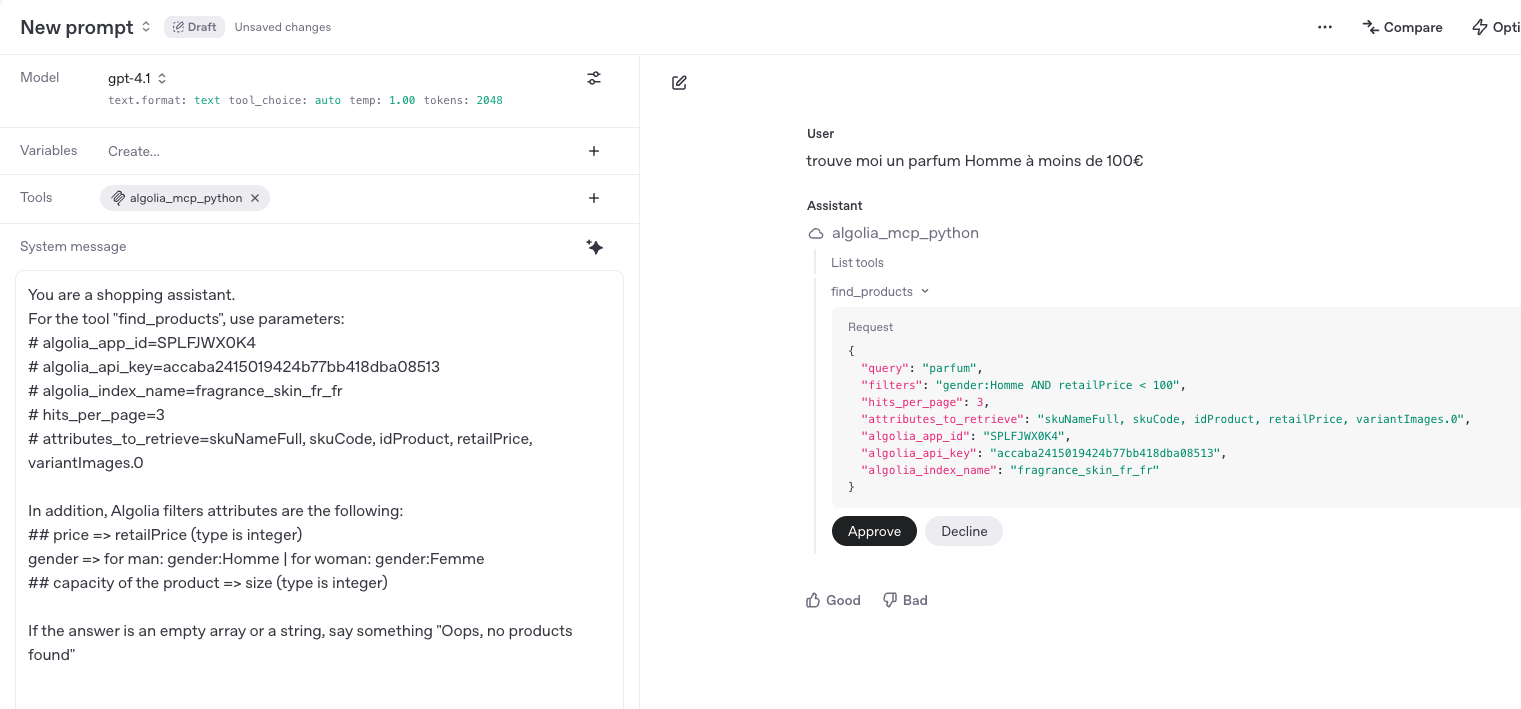 New prompt
Draft
Unsaved changes
Compare
Opti
Model
gpt-4.1
text.format: text tool_choice: auto temp: 1.00 tokens: 2048
Variables
Create...
Tools
algolia_mcp_python
System message
You are a shopping assistant.
For the tool "find_products", use parameters:
# algolia_app_id=SPLFJWX0K4
# algolia_api_key=accaba2415019424b77bb418dba08513
# algolia_index_name=fragrance_skin_fr_fr
# hits_per_page=3
# attributes_to_retrieve=skuNameFull, skuCode, idProduct, retailPrice,
variantImages.0
In addition, Algolia filters attributes are the following:
## price => retailPrice (type is integer)
gender => for man: gender:Homme | for woman: gender:Femme
## capacity of the product => size (type is integer)
If the answer is an empty array or a string, say something "Oops, no products
found"
User
trouve moi un parfum Homme à moins de 100€
Assistant
algolia_mcp_python
List tools
find_products
Request
{
"query": "parfum",
"filters": "gender:Homme AND retailPrice < 100",
"hits_per_page": 3,
"attributes_to_retrieve": "skuNameFull, skuCode, idProduct, retailPrice, variantImages.0",
"algolia_app_id": "SPLFJWX0K4",
"algolia_api_key": "accaba2415019424b77bb418dba08513",
"algolia_index_name": "fragrance_skin_fr_fr"
}
Approve
Decline
Good
Bad